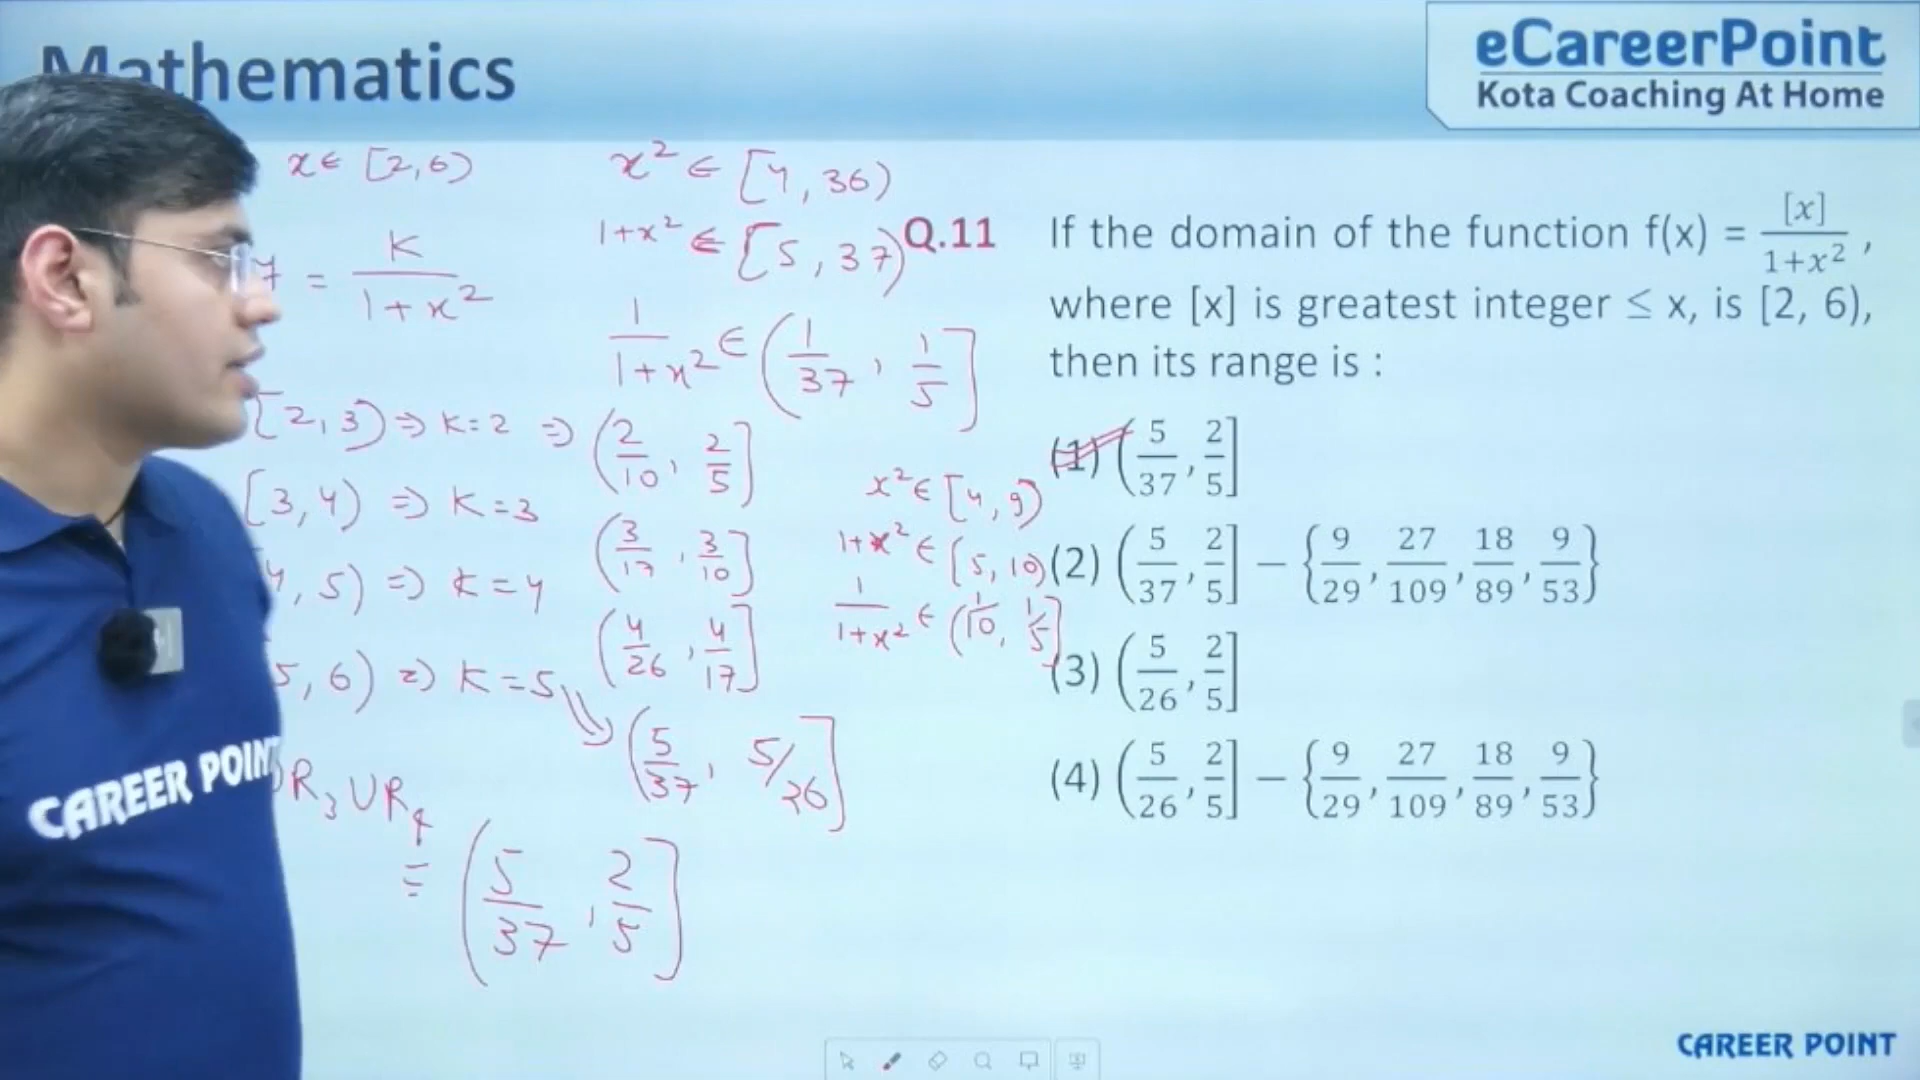 Mathematics
eCareerPoint
Kota Coaching At Home
x ∈ [2,6)
x² ∈ [4, 36)
1+x² ∈ [5, 37)
y = K/(1+x²)
1/(1+x²) ∈ (1/37, 1/5]
[2,3) ⇒ K=2 ⇒ (2/10, 2/5]
[3,4) ⇒ K=3 (3/17, 3/10]
4,5) ⇒ K=4 (4/26, 4/17]
5,6) ⇒ K=5 (5/37, 5/26]
x² ∈ [4, 9)
1+x² ∈ [5, 10)
1/(1+x²) ∈ (1/10, 1/5]
R₃ ∪ R₄
= (5/37, 2/5]
Q.11 If the domain of the function f(x) = [x]/(1+x²) ,
where [x] is greatest integer ≤ x, is [2, 6),
then its range is :
(1) (5/37, 2/5]
(2) (5/37, 2/5] − {9/29, 27/109, 18/89, 9/53}
(3) (5/26, 2/5]
(4) (5/26, 2/5] − {9/29, 27/109, 18/89, 9/53}
CAREER POINT
CAREER POINT